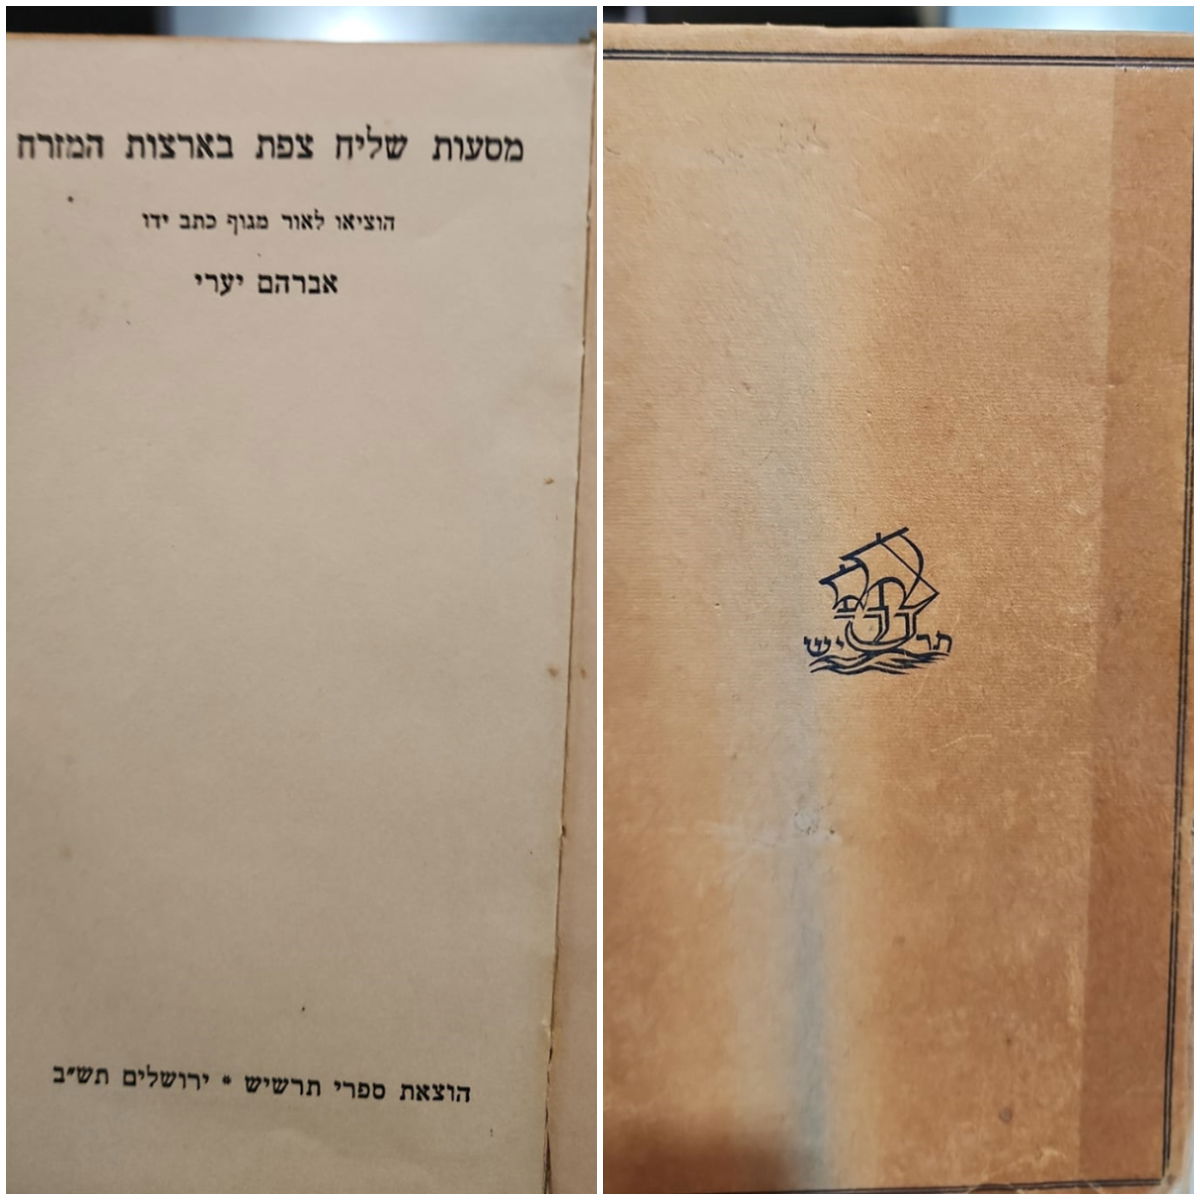 מסעות שליח צפת בארצות המזרח
הוציאו לאור מגוף כתב ידו
אברהם יערי
הוצאת ספרי תרשיש * ירושלים תש״ב
תרשיש